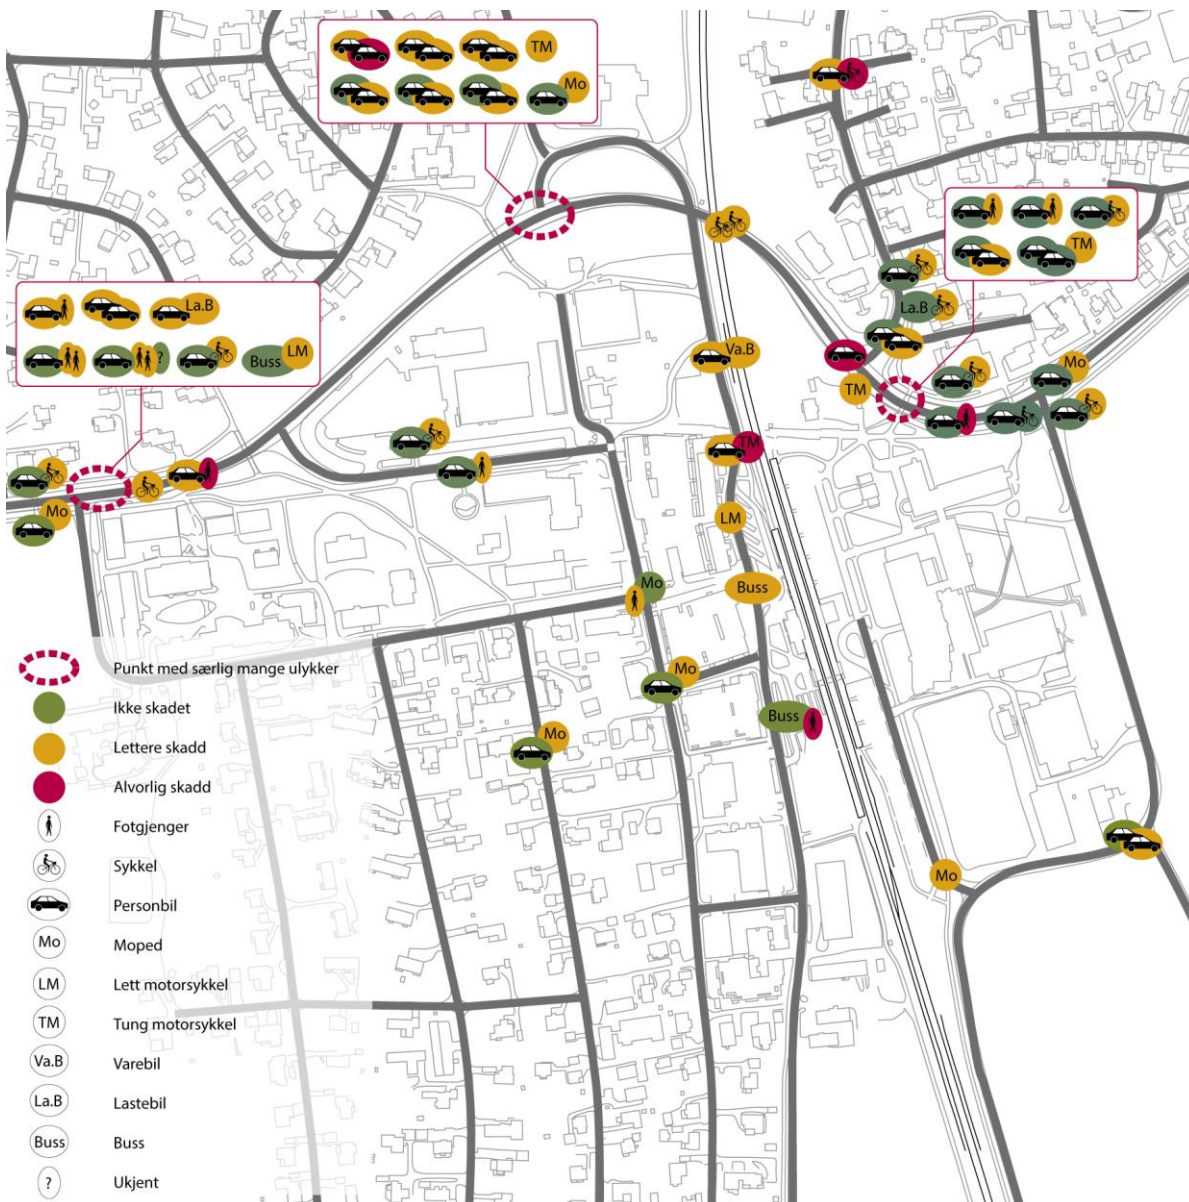 TM
Mo
TM
La.B
? Buss LM
La.B
Va.B
TM
Mo
TM
Mo
LM
Mo
Buss
Mo
Buss
Mo
Mo
Punkt med særlig mange ulykker
Ikke skadet
Lettere skadd
Alvorlig skadd
Fotgjenger
Sykkel
Personbil
Mo Moped
LM Lett motorsykkel
TM Tung motorsykkel
Va.B Varebil
La.B Lastebil
Buss Buss
? Ukjent